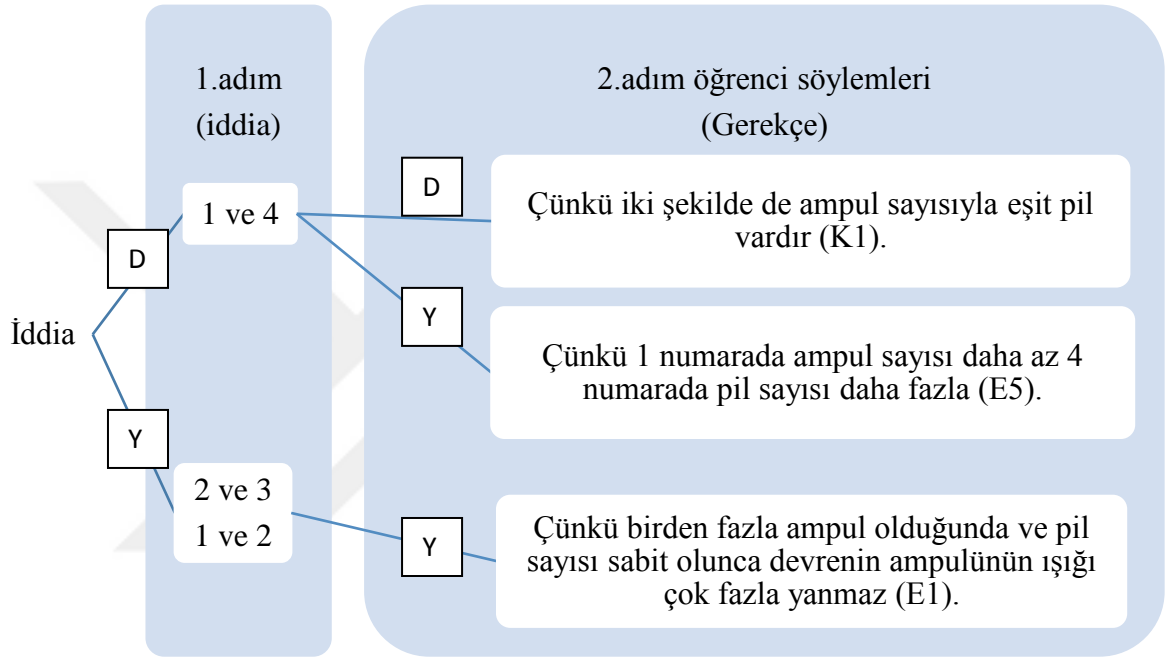 1.adım
(iddia)
2.adım öğrenci söylemleri
(Gerekçe)
D
1 ve 4
Çünkü iki şekilde de ampul sayısıyla eşit pil
vardır (K1).
D
Y
İddia
Çünkü 1 numarada ampul sayısı daha az 4
numarada pil sayısı daha fazla (E5).
Y
2 ve 3
1 ve 2
Y
Çünkü birden fazla ampul olduğunda ve pil
sayısı sabit olunca devrenin ampulünün ışığı
çok fazla yanmaz (E1).